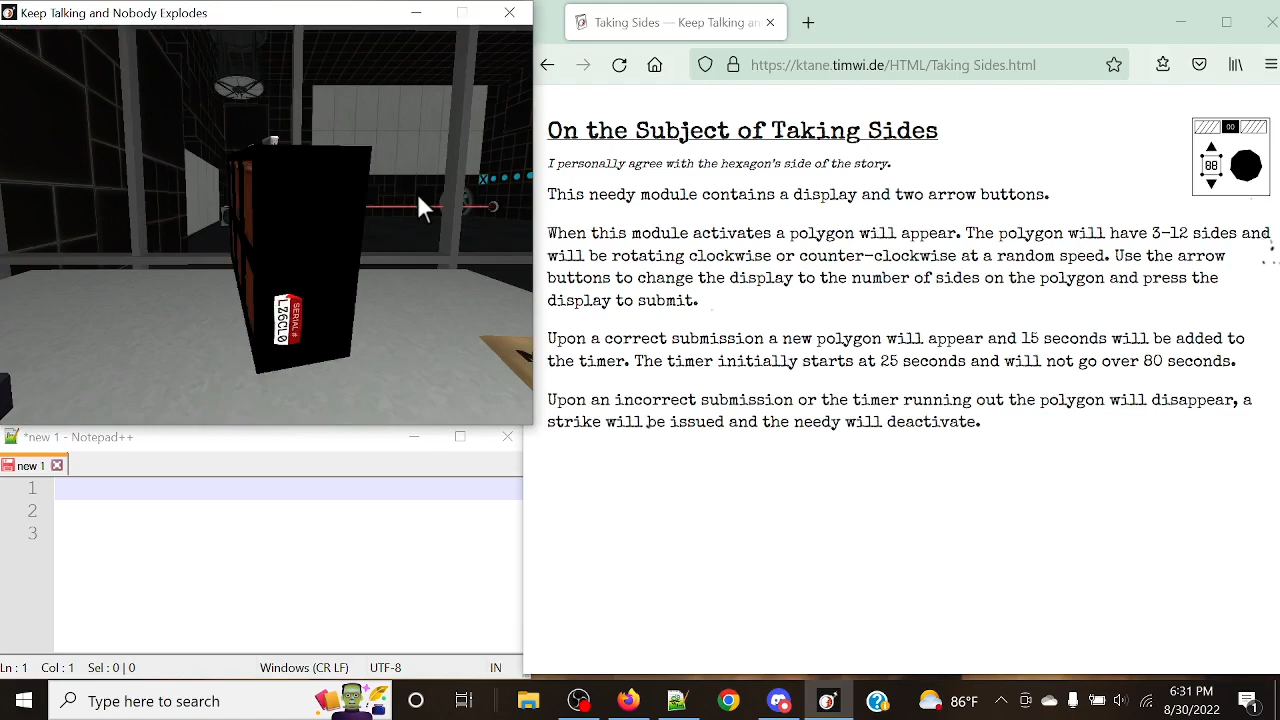 Keep Talking and Nobody Explodes
SERIAL #
LZ6CL0
*new 1 - Notepad++
new 1
1
2
3
Ln : 1 Col : 1 Sel : 0 | 0 Windows (CR LF) UTF-8 IN
Taking Sides — Keep Talking an
https://ktane.timwi.de/HTML/Taking Sides.html
On the Subject of Taking Sides
I personally agree with the hexagon's side of the story.
This needy module contains a display and two arrow buttons.
When this module activates a polygon will appear. The polygon will have 3-12 sides and
will be rotating clockwise or counter-clockwise at a random speed. Use the arrow
buttons to change the display to the number of sides on the polygon and press the
display to submit.
Upon a correct submission a new polygon will appear and 15 seconds will be added to
the timer. The timer initially starts at 25 seconds and will not go over 80 seconds.
Upon an incorrect submission or the timer running out the polygon will disappear, a
strike will be issued and the needy will deactivate.
00
88
Type here to search
86°F
6:31 PM
8/30/2022
1